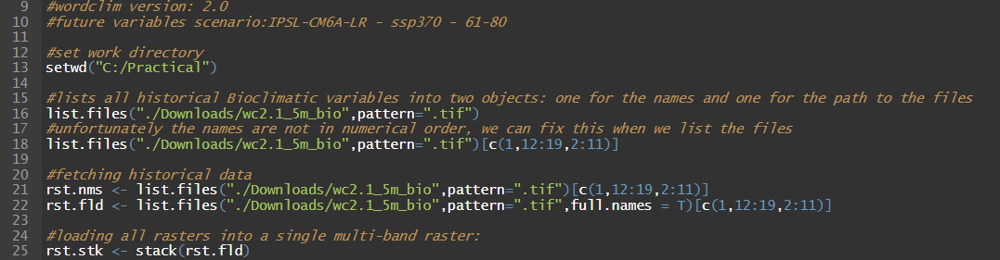 9 #wordclim version: 2.0
10 #future variables scenario:IPSL-CM6A-LR - ssp370 - 61-80
11
12 #set work directory
13 setwd("C:/Practical")
14
15 #lists all historical Bioclimatic variables into two objects: one for the names and one for the path to the files
16 list.files("./Downloads/wc2.1_5m_bio",pattern=".tif")
17 #unfortunately the names are not in numerical order, we can fix this when we list the files
18 list.files("./Downloads/wc2.1_5m_bio",pattern=".tif")[c(1,12:19,2:11)]
19
20 #fetching historical data
21 rst.nms <- list.files("./Downloads/wc2.1_5m_bio",pattern=".tif")[c(1,12:19,2:11)]
22 rst.fld <- list.files("./Downloads/wc2.1_5m_bio",pattern=".tif",full.names = T)[c(1,12:19,2:11)]
23
24 #loading all rasters into a single multi-band raster:
25 rst.stk <- stack(rst.fld)